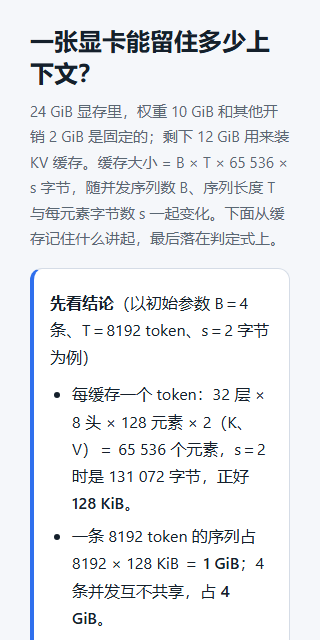 一张显卡能留住多少上
下文？
24 GiB 显存里，权重 10 GiB 和其他开
销 2 GiB 是固定的；剩下 12 GiB 用来装
KV 缓存。缓存大小 = B × T × 65 536 ×
s 字节，随并发序列数 B、序列长度 T
与每元素字节数 s 一起变化。下面从缓
存记住什么讲起，最后落在判定式上。
先看结论（以初始参数 B = 4
条、T = 8192 token、s = 2 字节
为例）
• 每缓存一个 token：32 层 ×
8 头 × 128 元素 × 2（K、
V）＝ 65 536 个元素，s = 2
时是 131 072 字节，正好
128 KiB。
• 一条 8192 token 的序列占
8192 × 128 KiB ＝ 1 GiB；4
条并发互不共享，占 4
GiB。